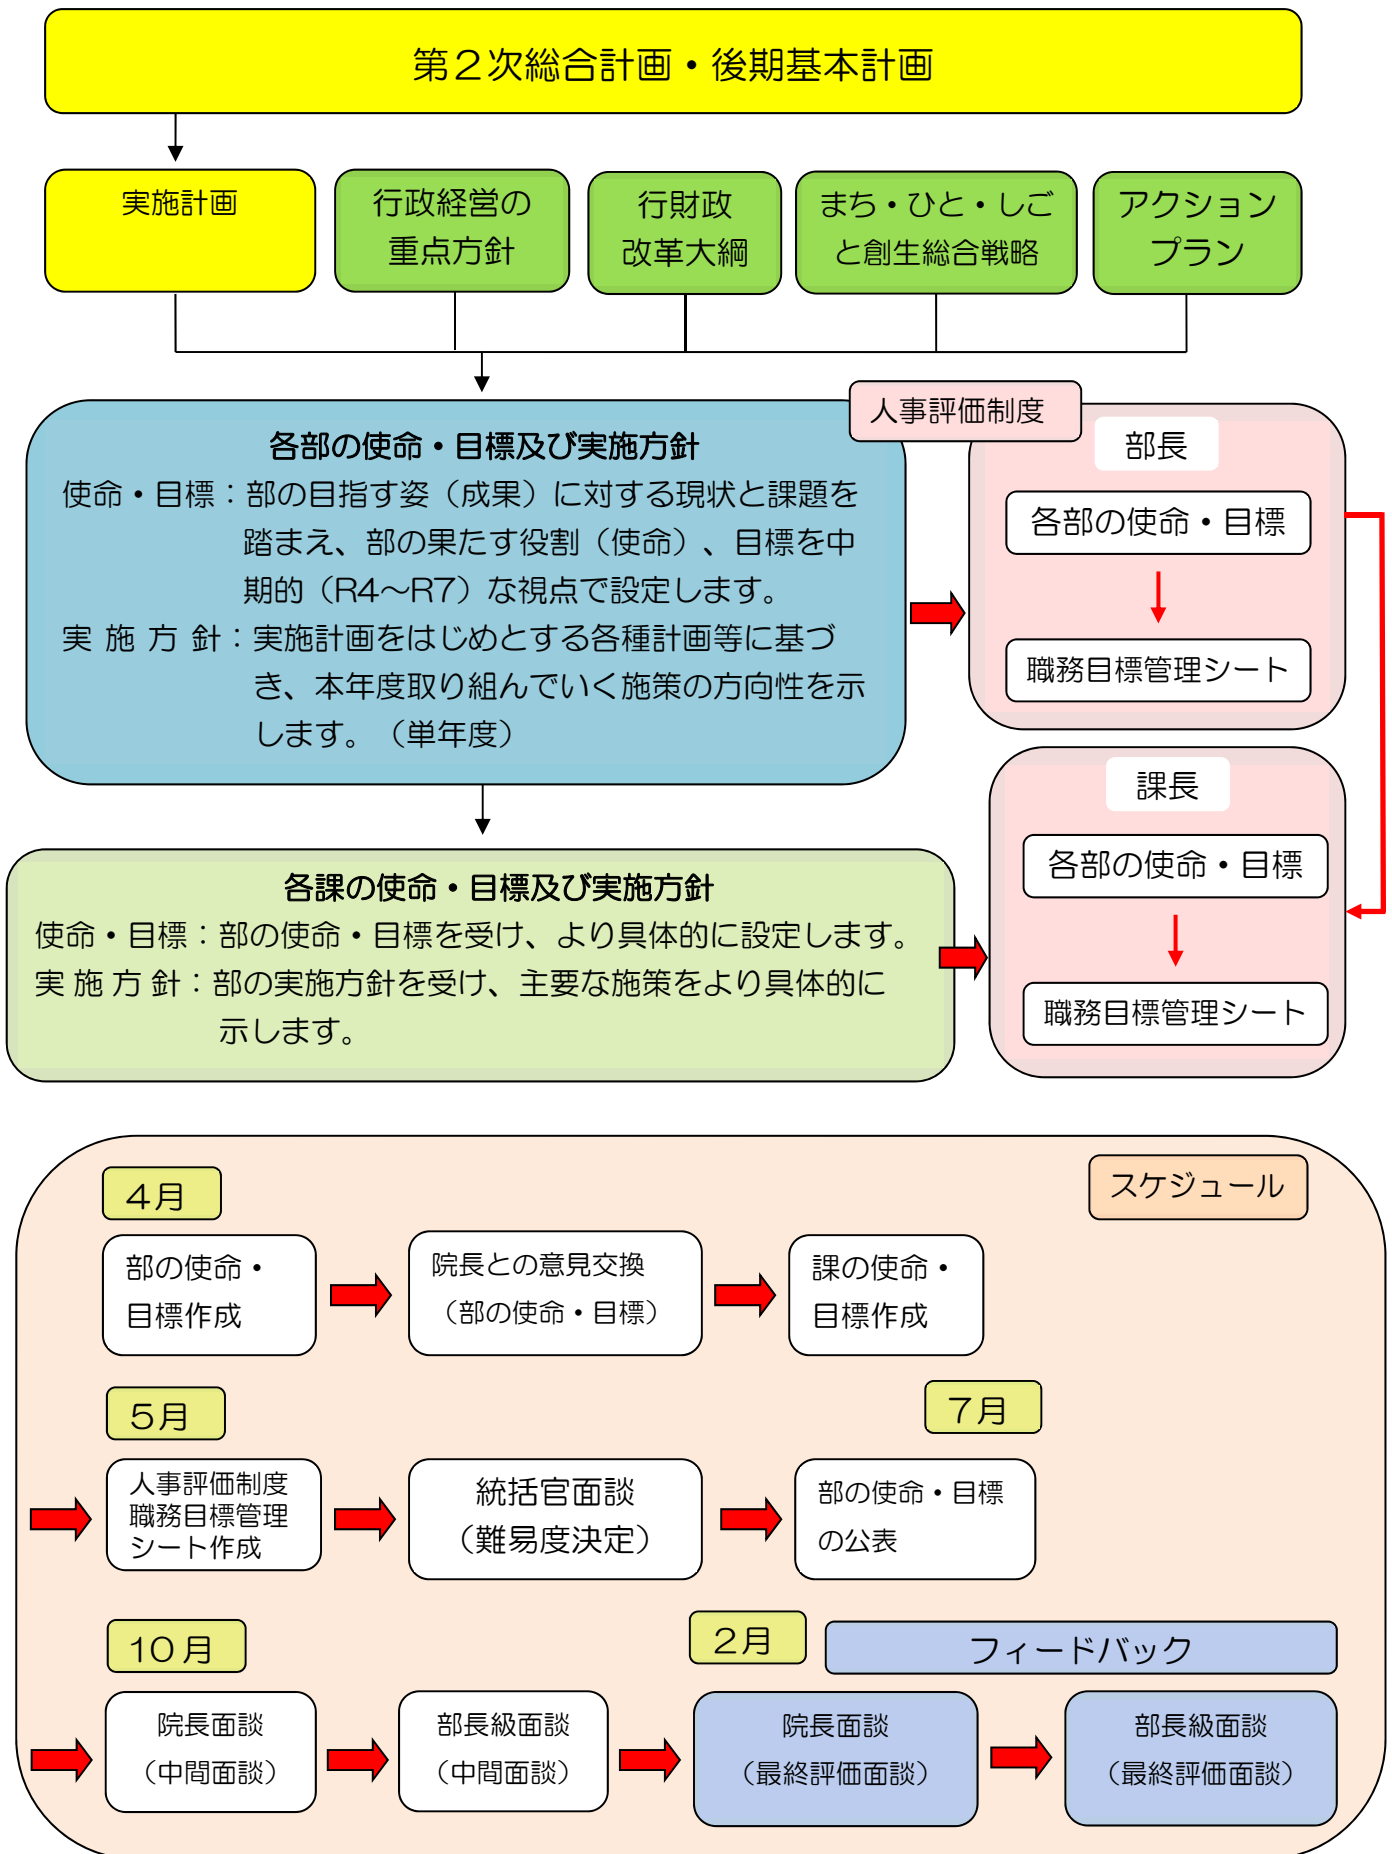 第２次総合計画・後期基本計画
実施計画
行政経営の
重点方針
行財政
改革大綱
まち・ひと・しご
と創生総合戦略
アクション
プラン
人事評価制度
各部の使命・目標及び実施方針
使命・目標：部の目指す姿（成果）に対する現状と課題を
踏まえ、部の果たす役割（使命）、目標を中
期的（R4～R7）な視点で設定します。
実 施 方 針：実施計画をはじめとする各種計画等に基づ
き、本年度取り組んでいく施策の方向性を示
します。（単年度）
部長
各部の使命・目標
職務目標管理シート
各課の使命・目標及び実施方針
使命・目標：部の使命・目標を受け、より具体的に設定します。
実 施 方 針：部の実施方針を受け、主要な施策をより具体的に
示します。
課長
各部の使命・目標
職務目標管理シート
スケジュール
４月
部の使命・
目標作成
院長との意見交換
（部の使命・目標）
課の使命・
目標作成
５月
７月
人事評価制度
職務目標管理
シート作成
統括官面談
（難易度決定）
部の使命・目標
の公表
10 月
２月
フィードバック
院長面談
（中間面談）
部長級面談
（中間面談）
院長面談
（最終評価面談）
部長級面談
（最終評価面談）